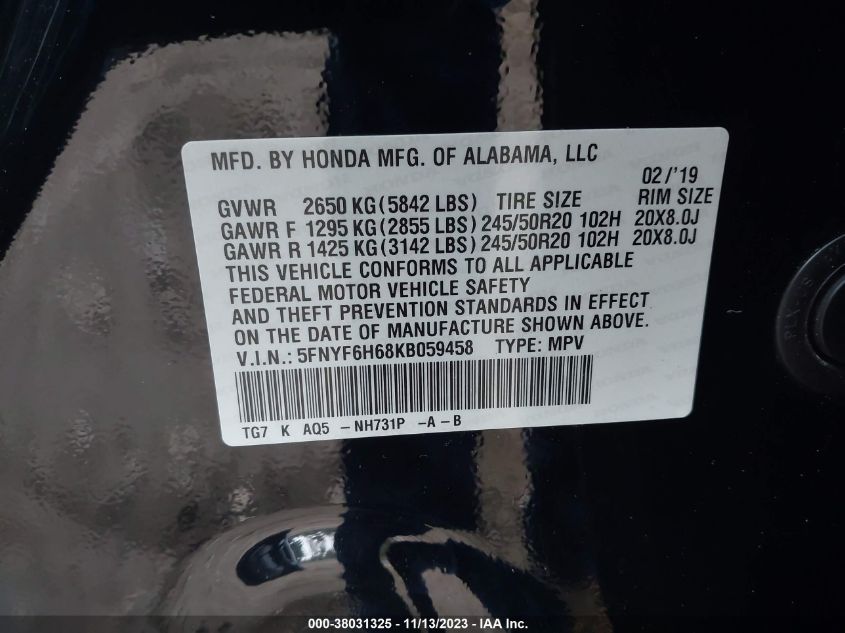 MFD. BY HONDA MFG. OF ALABAMA, LLC
02/'19
GVWR 2650 KG(5842 LBS) TIRE SIZE RIM SIZE
GAWR F 1295 KG(2855 LBS) 245/50R20 102H 20X8.0J
GAWR R 1425 KG(3142 LBS) 245/50R20 102H 20X8.0J
THIS VEHICLE CONFORMS TO ALL APPLICABLE
FEDERAL MOTOR VEHICLE SAFETY
AND THEFT PREVENTION STANDARDS IN EFFECT
ON THE DATE OF MANUFACTURE SHOWN ABOVE.
V.I.N.: 5FNYF6H68KB059458 TYPE: MPV
TG7 K AQ5 -NH731P -A-B
000-38031325 - 11/13/2023 - IAA Inc.